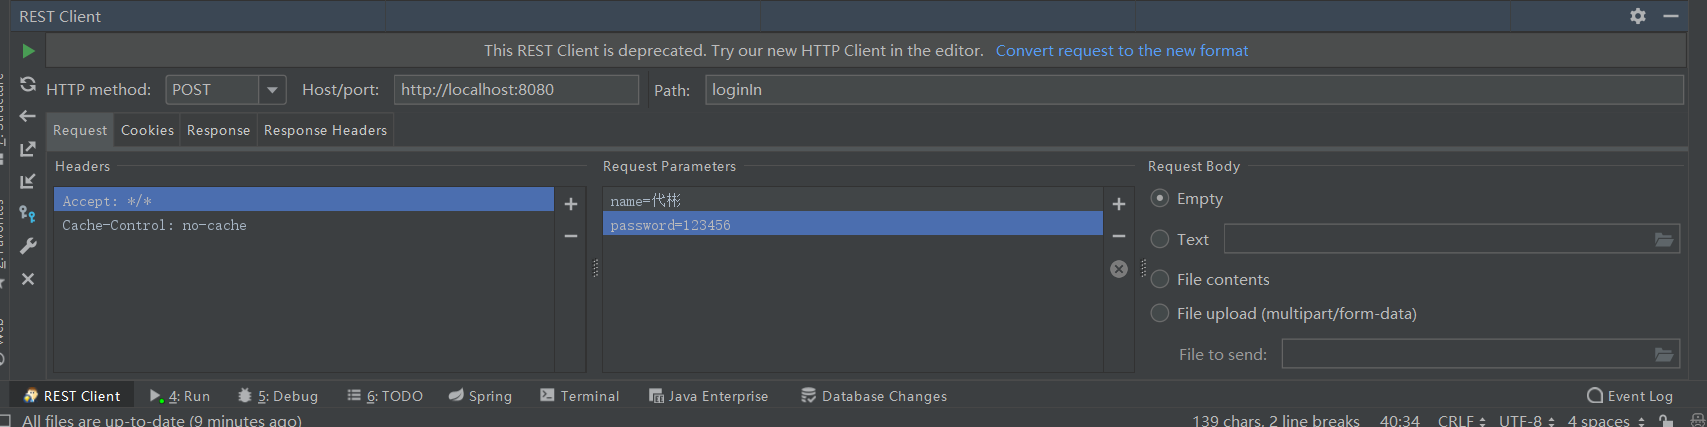 REST Client
This REST Client is deprecated. Try our new HTTP Client in the editor. Convert request to the new format
HTTP method: POST Host/port: http://localhost:8080 Path: loginIn
Request Cookies Response Response Headers
Headers Request Parameters Request Body
Accept: */* name=代彬 Empty
Cache-Control: no-cache password=123456 Text
File contents
File upload (multipart/form-data)
File to send:
REST Client 4: Run 5: Debug 6: TODO Spring Terminal Java Enterprise Database Changes Event Log
All files are up-to-date (9 minutes ago) 139 chars, 2 line breaks 40:34 CRLF UTF-8 4 spaces